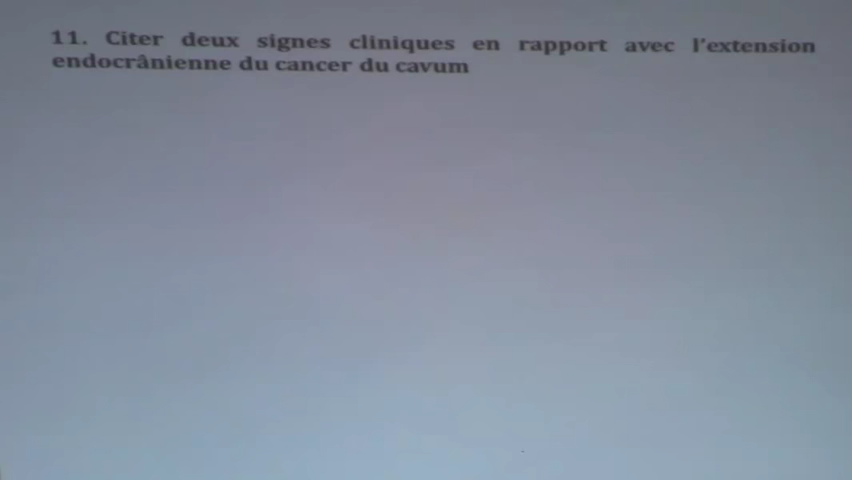 11. Citer deux signes cliniques en rapport avec l'extension
endocrânienne du cancer du cavum